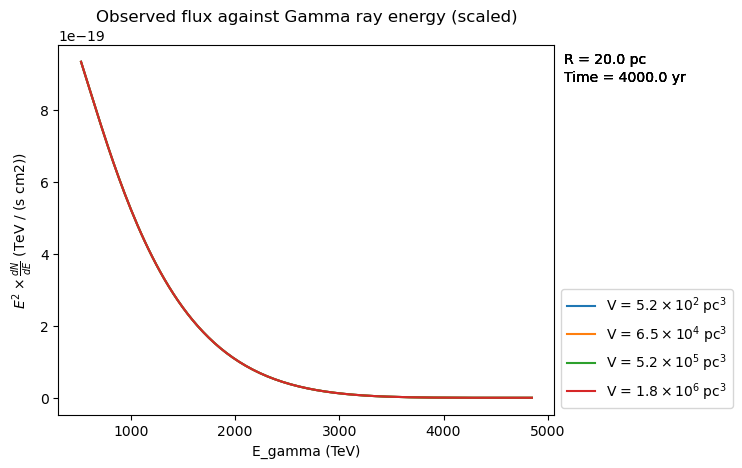 Observed flux against Gamma ray energy (scaled)
1e−19
R = 20.0 pc
Time = 4000.0 yr
8
6
4
2
0
E² × dN/dE (TeV / (s cm2))
1000 2000 3000 4000 5000
E_gamma (TeV)
V = 5.2 × 10² pc³
V = 6.5 × 10⁴ pc³
V = 5.2 × 10⁵ pc³
V = 1.8 × 10⁶ pc³